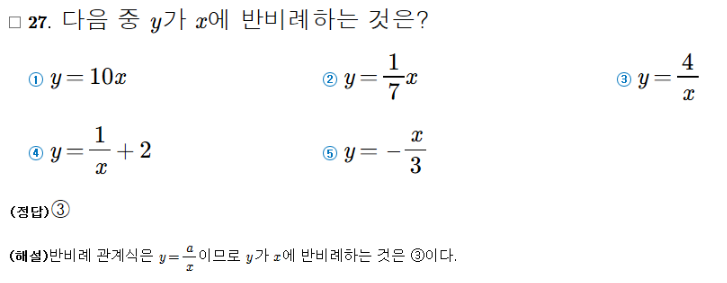 □ 27. 다음 중 y가 x에 반비례하는 것은?
① y=10x ② y=1/7x ③ y=4/x
④ y=1/x+2 ⑤ y=-x/3
(정답)③
(해설)반비례 관계식은 y=a/x이므로 y가 x에 반비례하는 것은 ③이다.